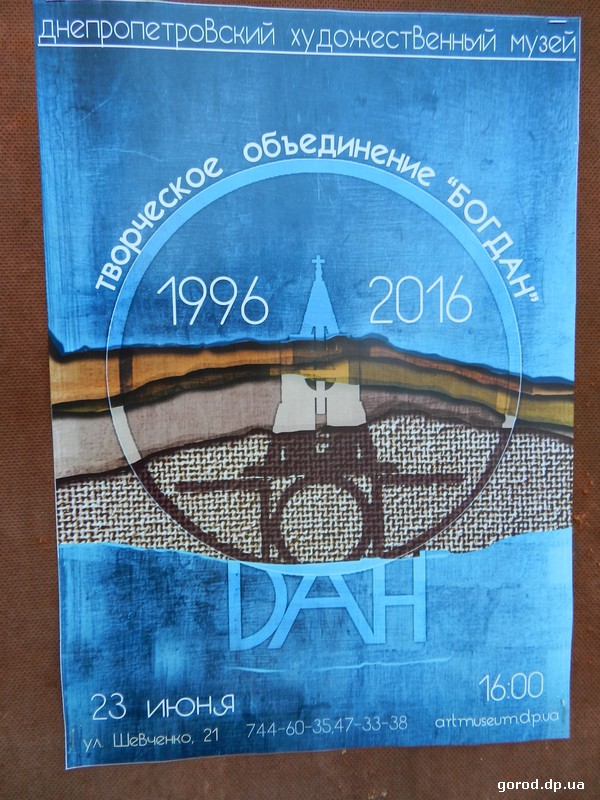 днепропетровский художественный музей
творческое объединение "БОГДАН"
1996 2016
DAН
23 июня
16:00
ул. Шевченко, 21
744-60-35,47-33-38
artmuseum.dp.ua
gorod.dp.ua